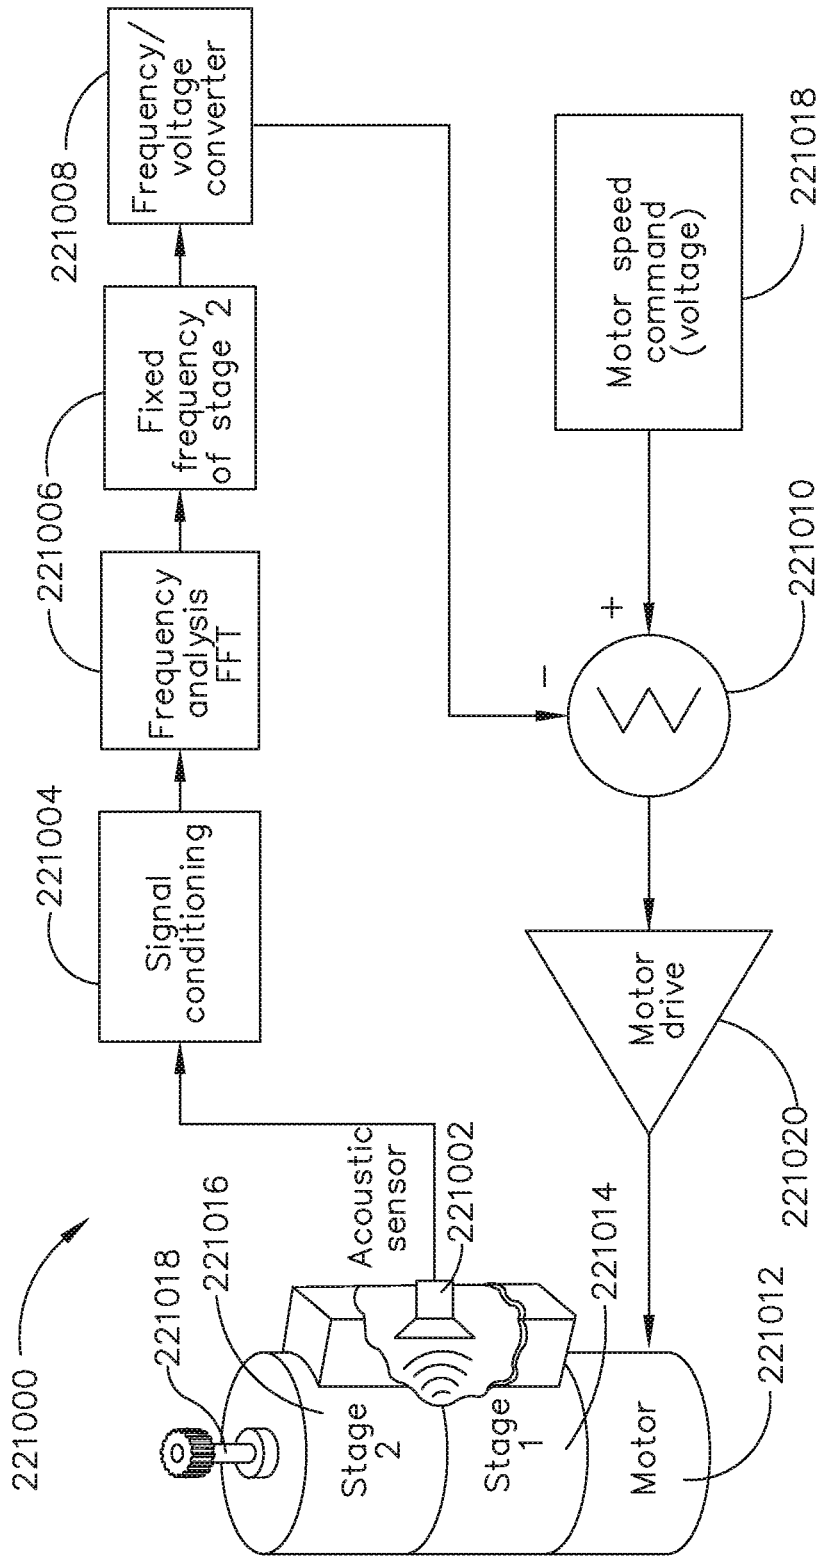 221000
221018
221016
Acoustic
sensor
221002
221014
221012
Stage
2
Stage
1
Motor
221004
Signal
conditioning
221006
Frequency
analysis
FFT
Fixed
frequency
of stage 2
221008
Frequency/
voltage
converter
221018
Motor speed
command
(voltage)
+
-
221010
Motor
drive
221020